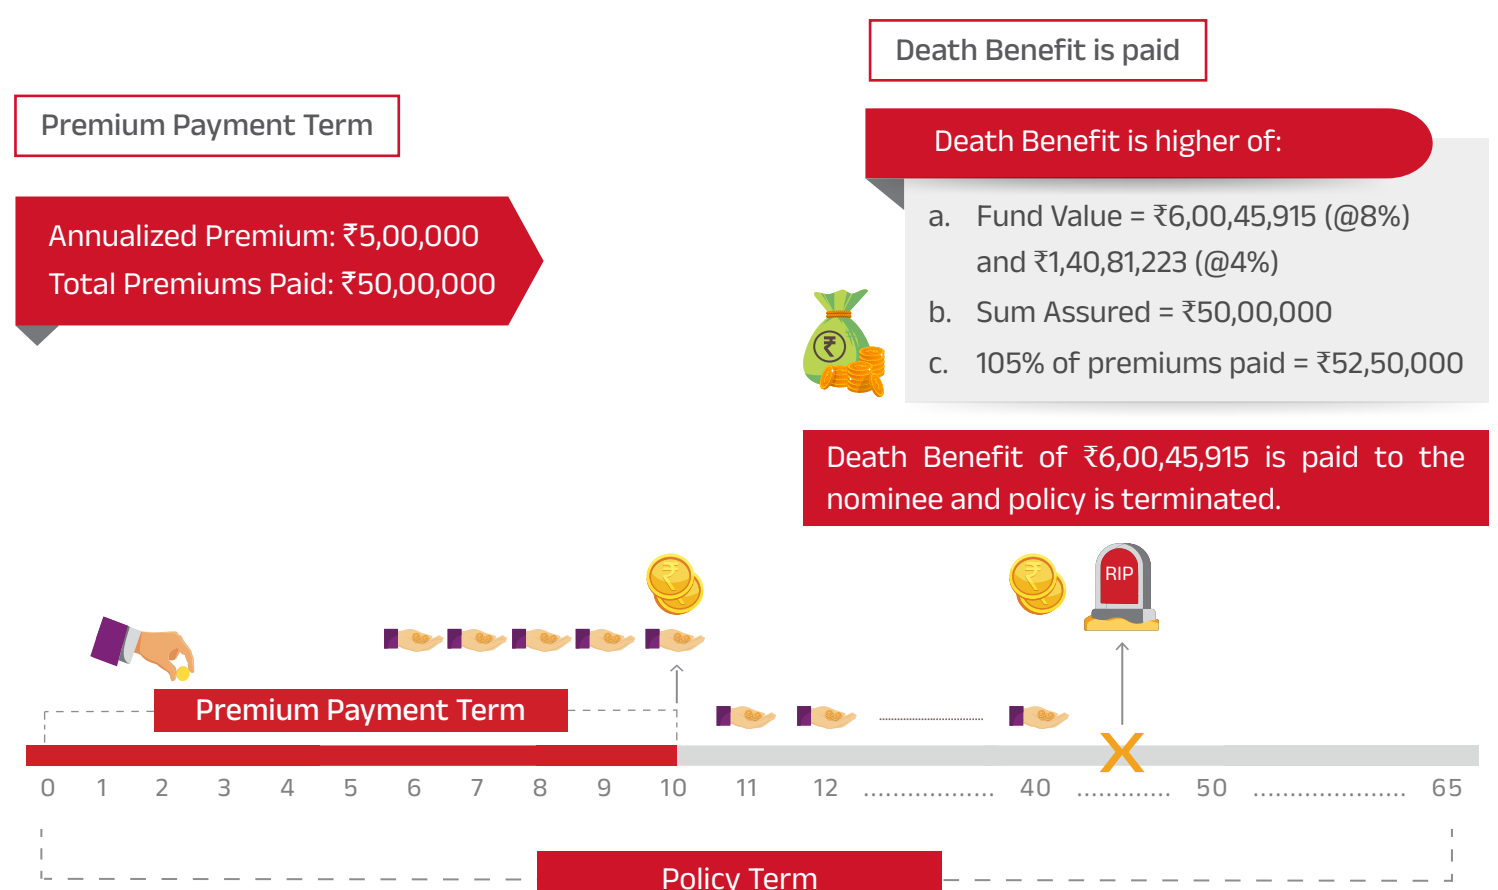 Death Benefit is paid
Premium Payment Term
Death Benefit is higher of:
Annualized Premium: ₹5,00,000
Total Premiums Paid: ₹50,00,000
a. Fund Value = ₹6,00,45,915 (@8%)
and ₹1,40,81,223 (@4%)
b. Sum Assured = ₹50,00,000
c. 105% of premiums paid = ₹52,50,000
₹
Death Benefit of ₹6,00,45,915 is paid to the
nominee and policy is terminated.
₹
₹
RIP
Premium Payment Term
X
0 1 2 3 4 5 6 7 8 9 10 11 12 .................. 40 ............. 50 ..................... 65
Policy Term